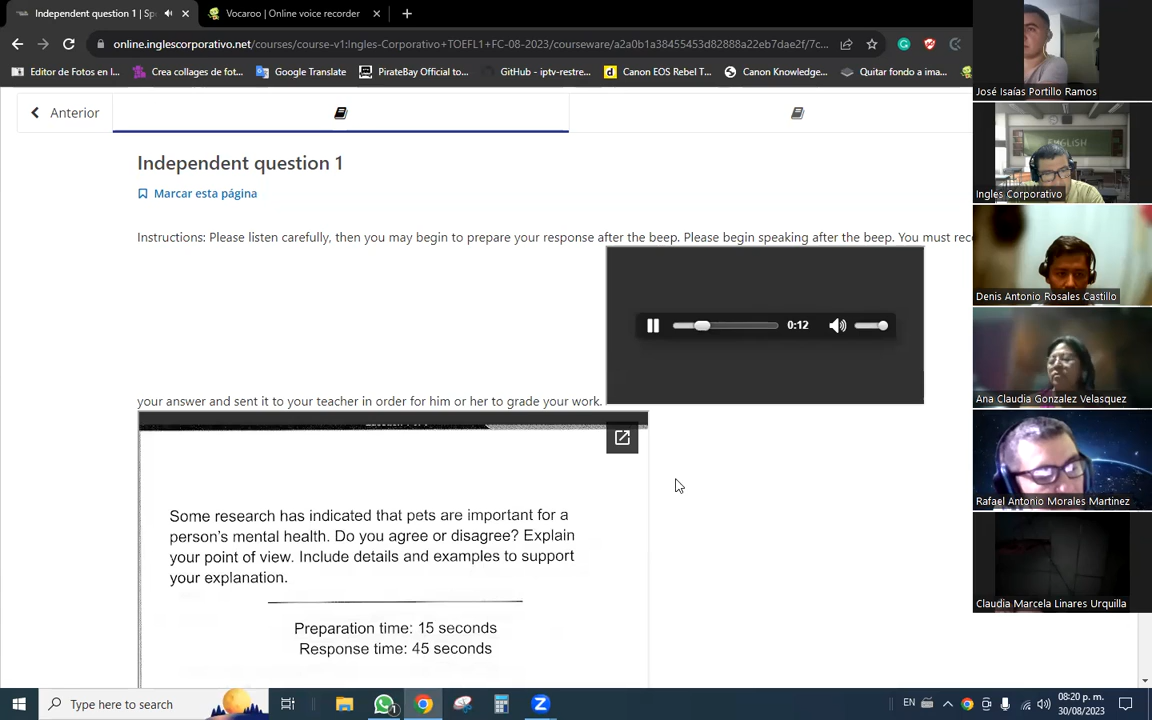 Independent question 1 | Sp
Vocaroo | Online voice recorder
online.inglescorporativo.net/courses/course-v1:Ingles-Corporativo+TOEFL1+FC-08-2023/courseware/a2a0b1a38455453d82888a22eb7dae2f/7c...
Editor de Fotos en l...
Crea collages de fot...
Google Translate
PirateBay Official to...
GitHub - iptv-restre...
Canon EOS Rebel T...
Canon Knowledge...
Quitar fondo a ima...
Anterior
Independent question 1
Marcar esta página
Instructions: Please listen carefully, then you may begin to prepare your response after the beep. Please begin speaking after the beep. You must rec
0:12
your answer and sent it to your teacher in order for him or her to grade your work.
Some research has indicated that pets are important for a
person's mental health. Do you agree or disagree? Explain
your point of view. Include details and examples to support
your explanation.
Preparation time: 15 seconds
Response time: 45 seconds
José Isaías Portillo Ramos
ENGLISH
Ingles Corporativo
Denis Antonio Rosales Castillo
Ana Claudia Gonzalez Velasquez
Rafael Antonio Morales Martinez
Claudia Marcela Linares Urquilla
Type here to search
1
EN
08:20 p. m.
30/08/2023